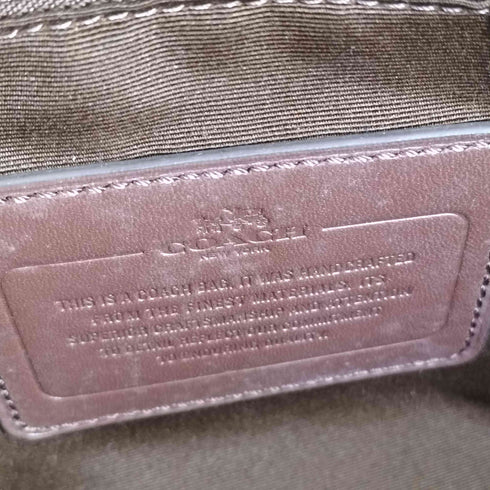 COACH
NEW YORK
THIS IS A COACH BAG. IT WAS HANDCRAFTED
FROM THE FINEST MATERIALS. ITS
SUPERIOR CRAFTSMANSHIP AND ATTENTION
TO DETAIL REFLECT OUR COMMITMENT
TO ENDURING QUALITY.